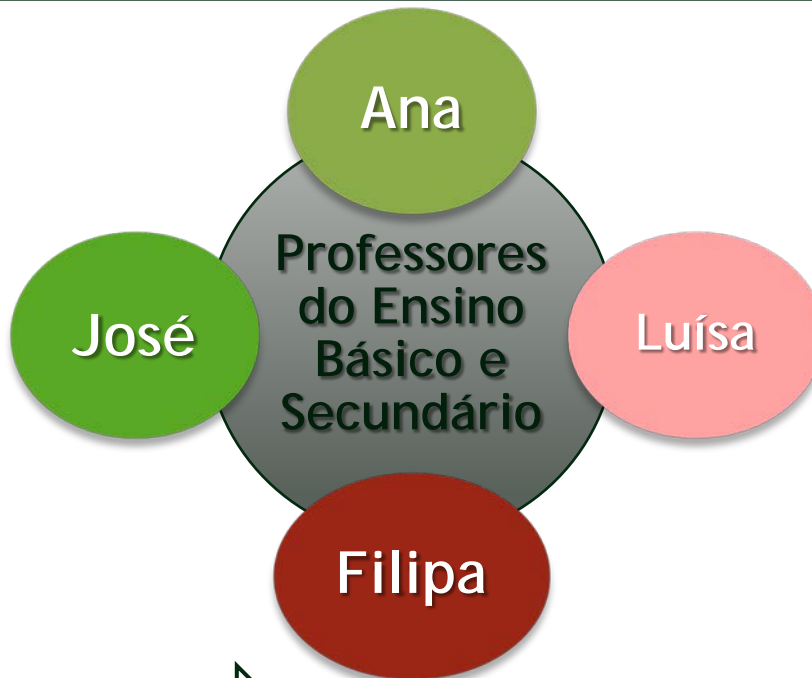 Ana
Professores
do Ensino
Básico e
Secundário
José
Luísa
Filipa